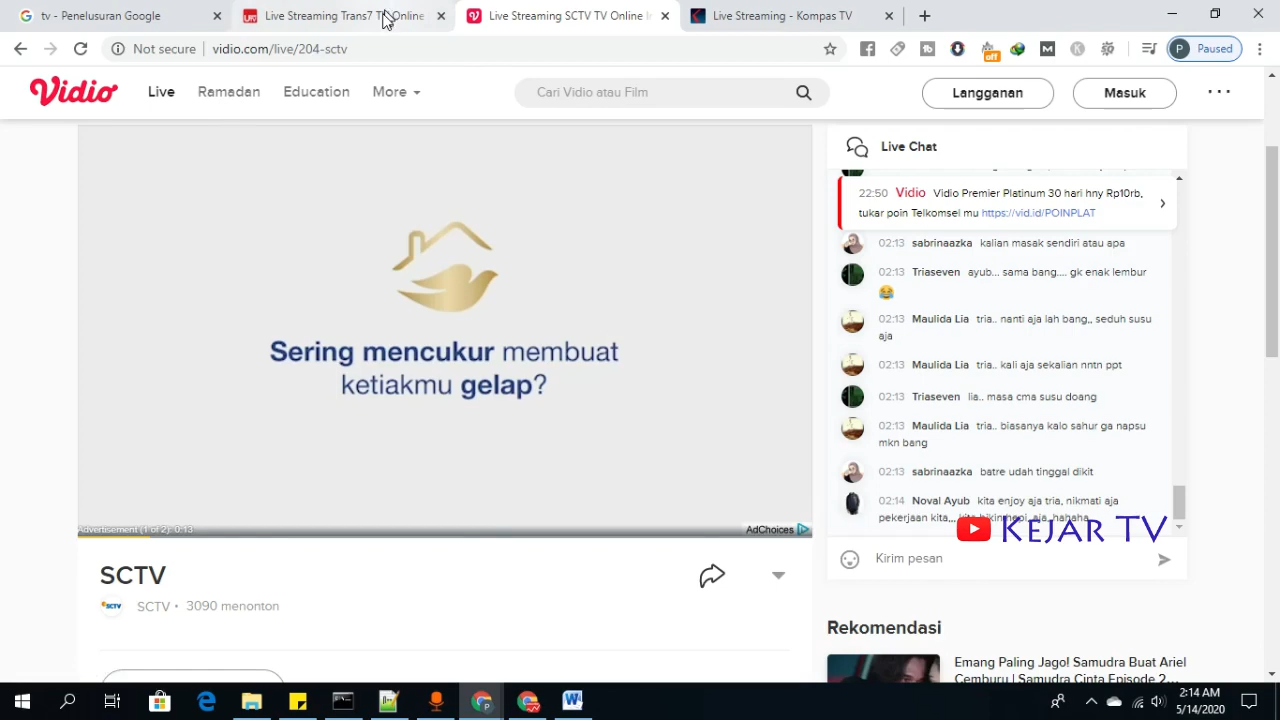 tv - Penelusuran Google
Live Streaming Trans7 TV Online
Live Streaming SCTV TV Online I
Live Streaming - Kompas TV
Not secure
vidio.com/live/204-sctv
off
M
K
P Paused
Vidio
Live
Ramadan
Education
More
Cari Vidio atau Film
Langganan
Masuk
Sering mencukur membuat
ketiakmu gelap?
Advertisement (1 of 2): 0:13
AdChoices
SCTV
SCTV
SCTV • 3090 menonton
Live Chat
22:50 Vidio Vidio Premier Platinum 30 hari hny Rp10rb,
tukar poin Telkomsel mu https://vid.id/POINPLAT
02:13 sabrinaazka kalian masak sendiri atau apa
02:13 Triaseven ayub... sama bang.... gk enak lembur
😂
02:13 Maulida Lia tria.. nanti aja lah bang,, seduh susu
aja
02:13 Maulida Lia tria.. kali aja sekalian nntn ppt
02:13 Triaseven lia.. masa cma susu doang
02:13 Maulida Lia tria.. biasanya kalo sahur ga napsu
mkn bang
02:13 sabrinaazka batre udah tinggal dikit
02:14 Noval Ayub kita enjoy aja tria, nikmati aja
pekerjaan kita,,, kita bikin hepi, aja, hahaha
KEJAR TV
Kirim pesan
Rekomendasi
Emang Paling Jago! Samudra Buat Ariel
Cemburu | Samudra Cinta Episode 2...
2:14 AM
5/14/2020